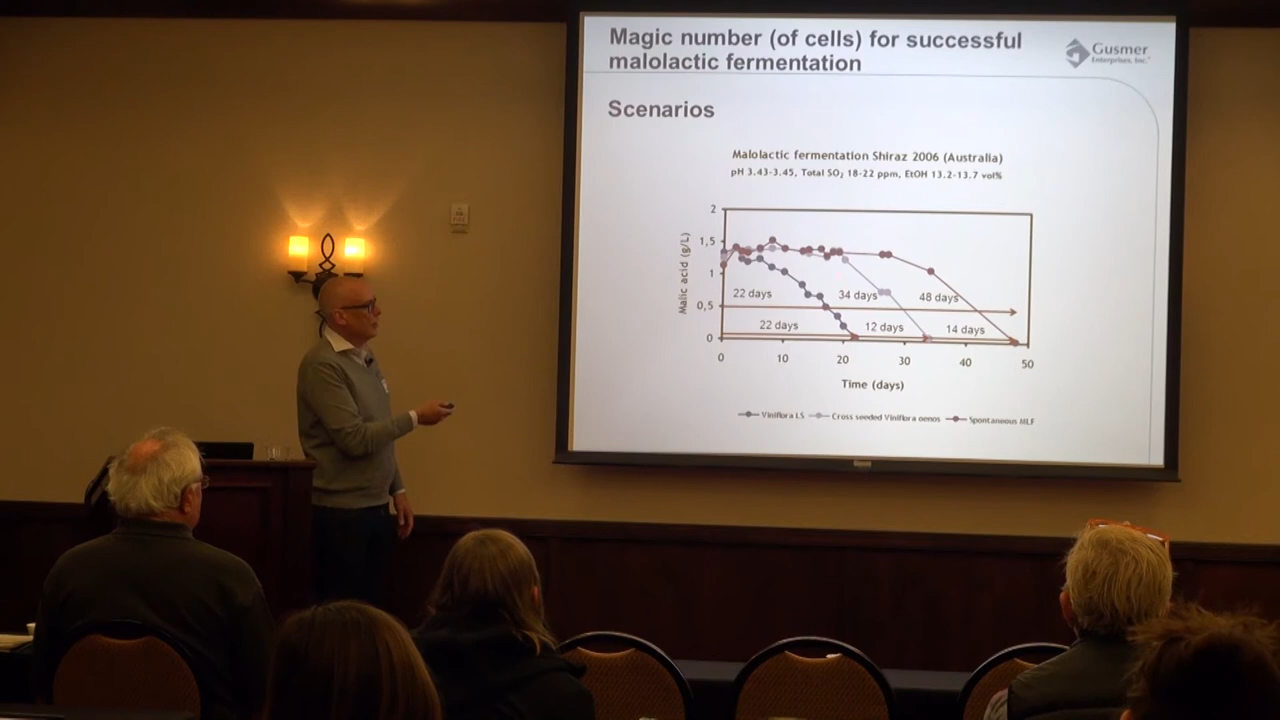 Magic number (of cells) for successful
malolactic fermentation
Gusmer
Enterprises, Inc.
Scenarios
Malolactic fermentation Shiraz 2006 (Australia)
pH 3.43-3.45, Total SO₂ 18-22 ppm, EtOH 13.2-13.7 vol%
Malic acid (g/L)
2
1,5
1
0,5
0
22 days
34 days
48 days
22 days
12 days
14 days
0 10 20 30 40 50
Time (days)
Viniflora LS Cross seeded Viniflora oenos Spontaneous MLF